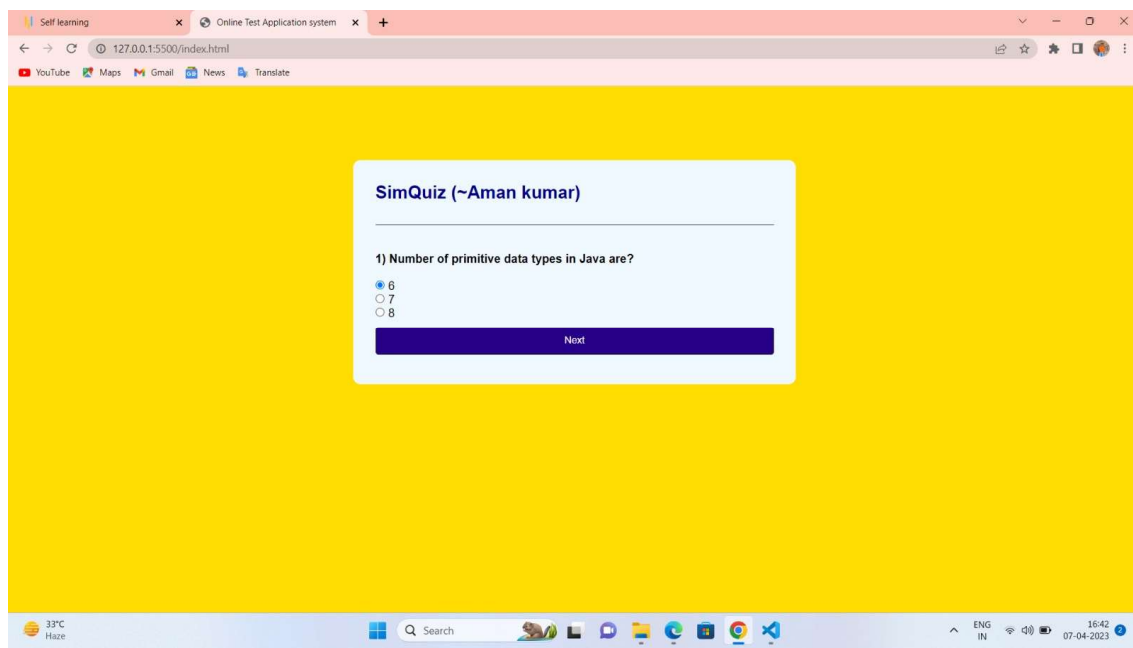 Self learning
Online Test Application system
127.0.0.1:5500/index.html
YouTube Maps Gmail News Translate
SimQuiz (~Aman kumar)
1) Number of primitive data types in Java are?
6
7
8
Next
33°C
Haze
Search
ENG
IN
16:42
07-04-2023
2